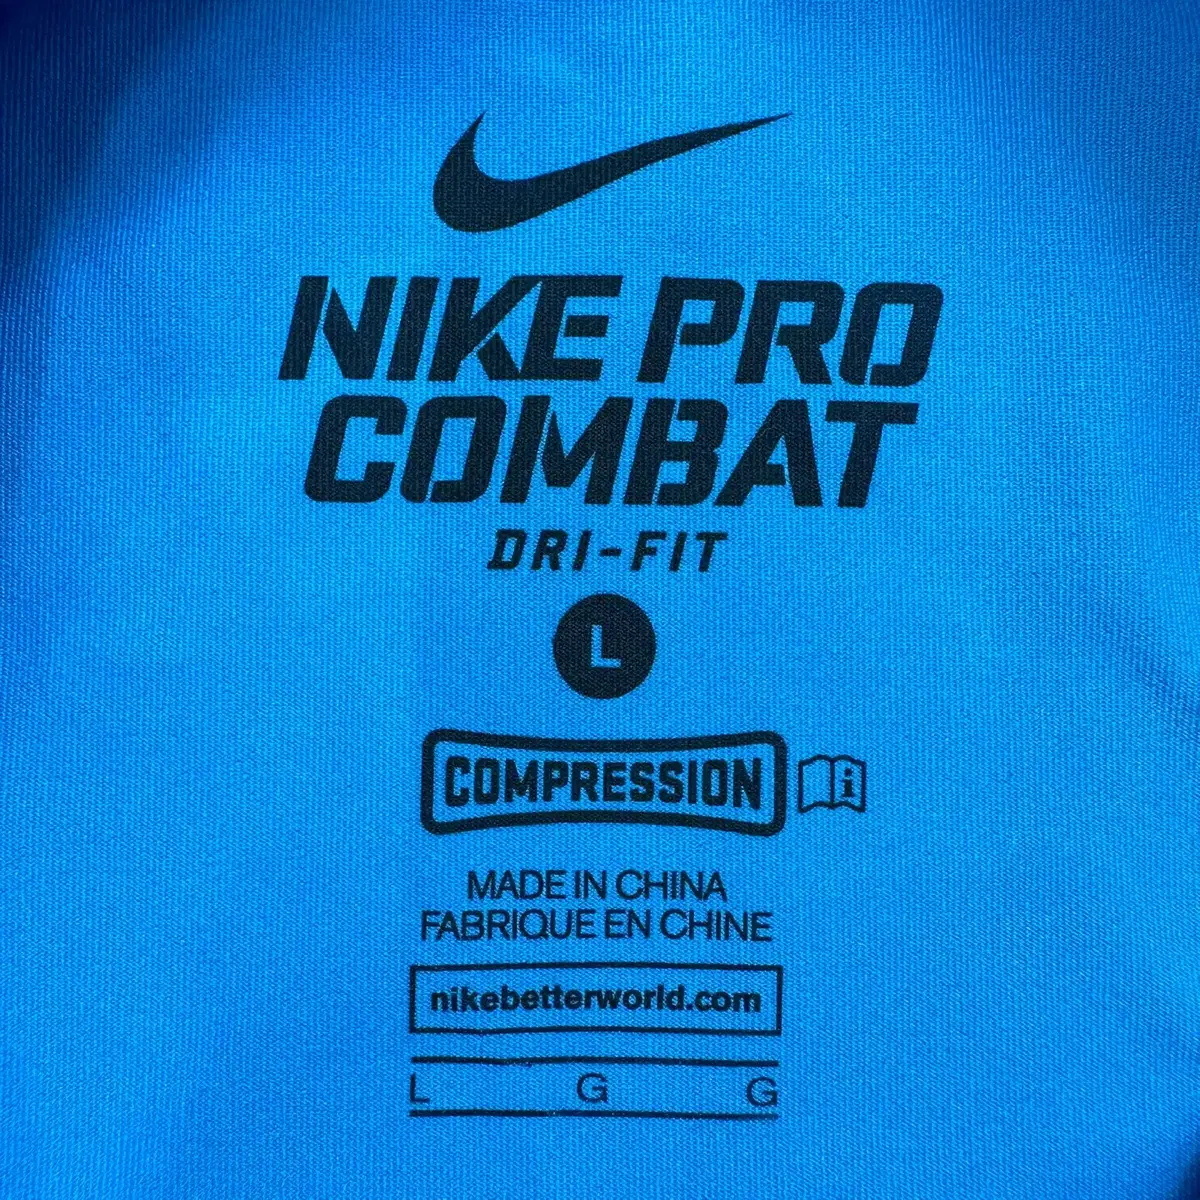 NIKE PRO
COMBAT
DRI-FIT
L
COMPRESSION i
MADE IN CHINA
FABRIQUE EN CHINE
nikebetterworld.com
L G G